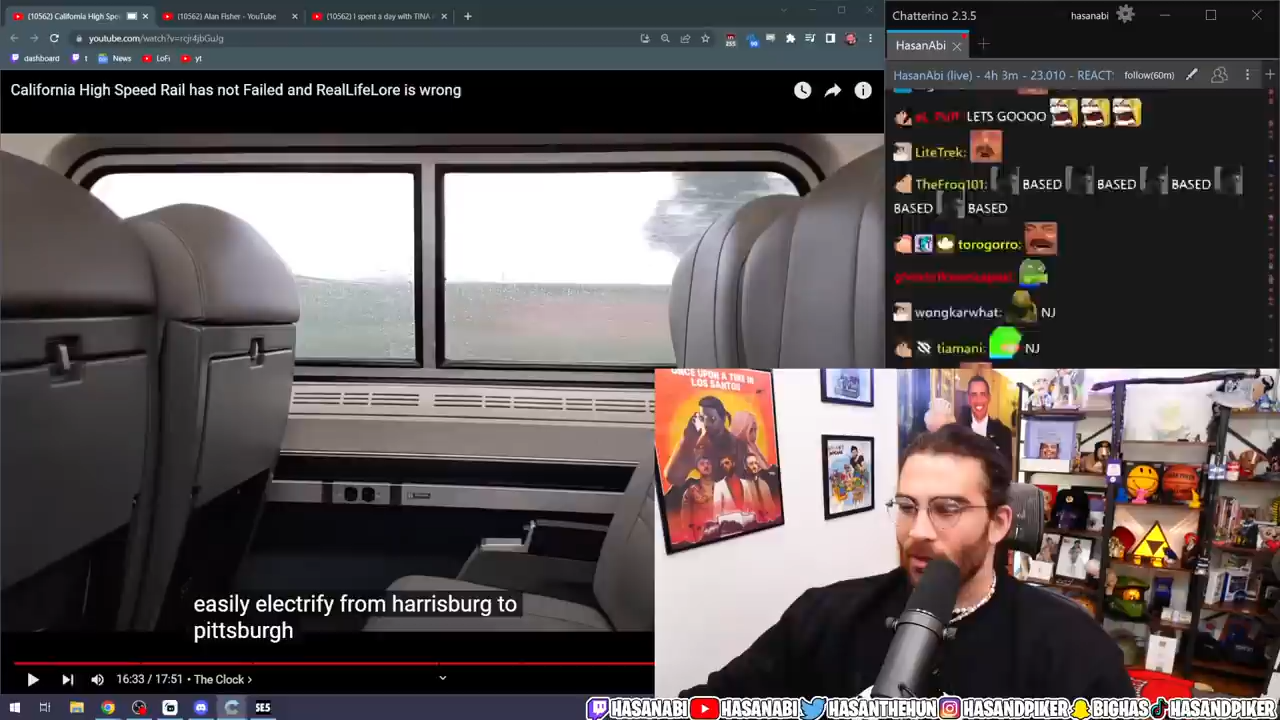 (10562) California High Spee
(10562) Alan Fisher - YouTube
(10562) I spent a day with TINA
youtube.com/watch?v=rcjr4jbGuJg
dashboard
t
News
LoFi
yt
California High Speed Rail has not Failed and RealLifeLore is wrong
easily electrify from harrisburg to
pittsburgh
16:33 / 17:51 • The Clock ›
Chatterino 2.3.5
hasanabi
HasanAbi
HasanAbi (live) - 4h 3m - 23.010 - REACT:
follow(60m)
LETS GOOOO
LiteTrek:
TheFrog101: BASED BASED BASED
BASED BASED
torogorro:
wongkarwhat: NJ
tiamani: NJ
ONCE UPON A TIME IN
LOS SANTOS
SE5
HASANABI HASANABI HASANTHEHUN HASANDPIKER BIGHAS HASANDPIKER